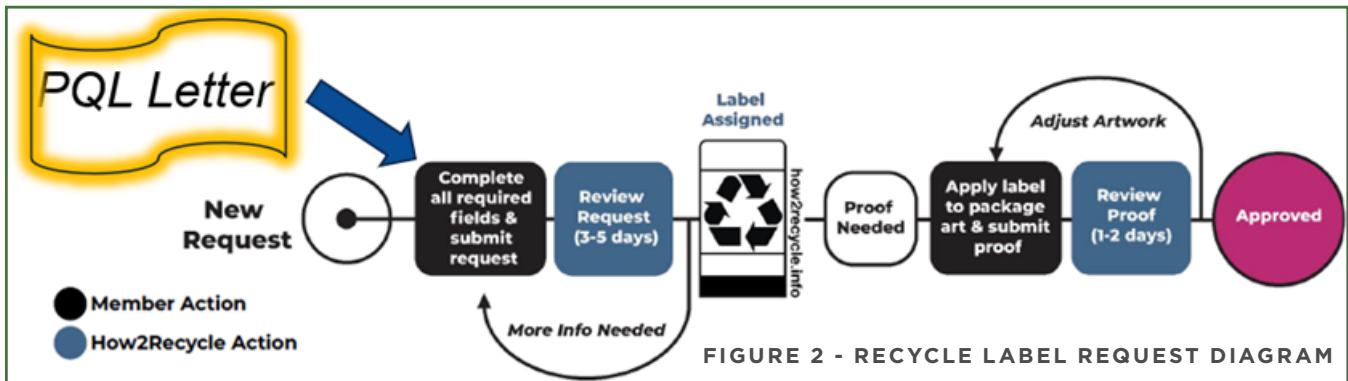 PQL Letter
New
Request
Complete
all required
fields &
submit
request
Review
Request
(3-5 days)
More Info Needed
Label
Assigned
how2recycle.info
Proof
Needed
Apply label
to package
art & submit
proof
Review
Proof
(1-2 days)
Adjust Artwork
Approved
Member Action
How2Recycle Action
FIGURE 2 - RECYCLE LABEL REQUEST DIAGRAM